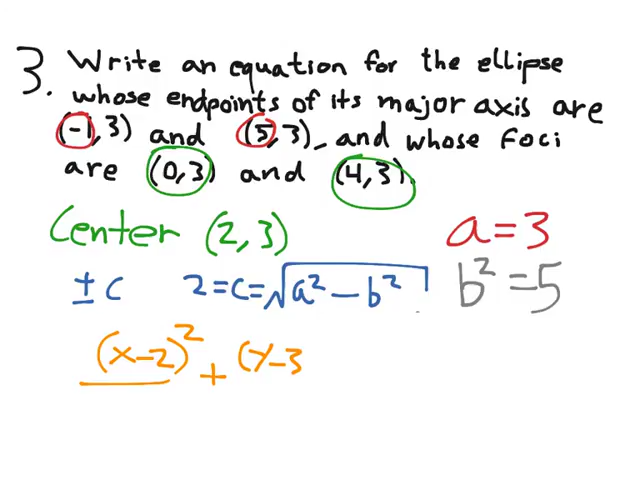 3. Write an equation for the ellipse
whose endpoints of its major axis are
(-1,3) and (5,3), and whose foci
are (0,3) and (4,3).
Center (2,3) a=3
±c 2=c=√a²-b² b²=5
(x-2)² + (y-3